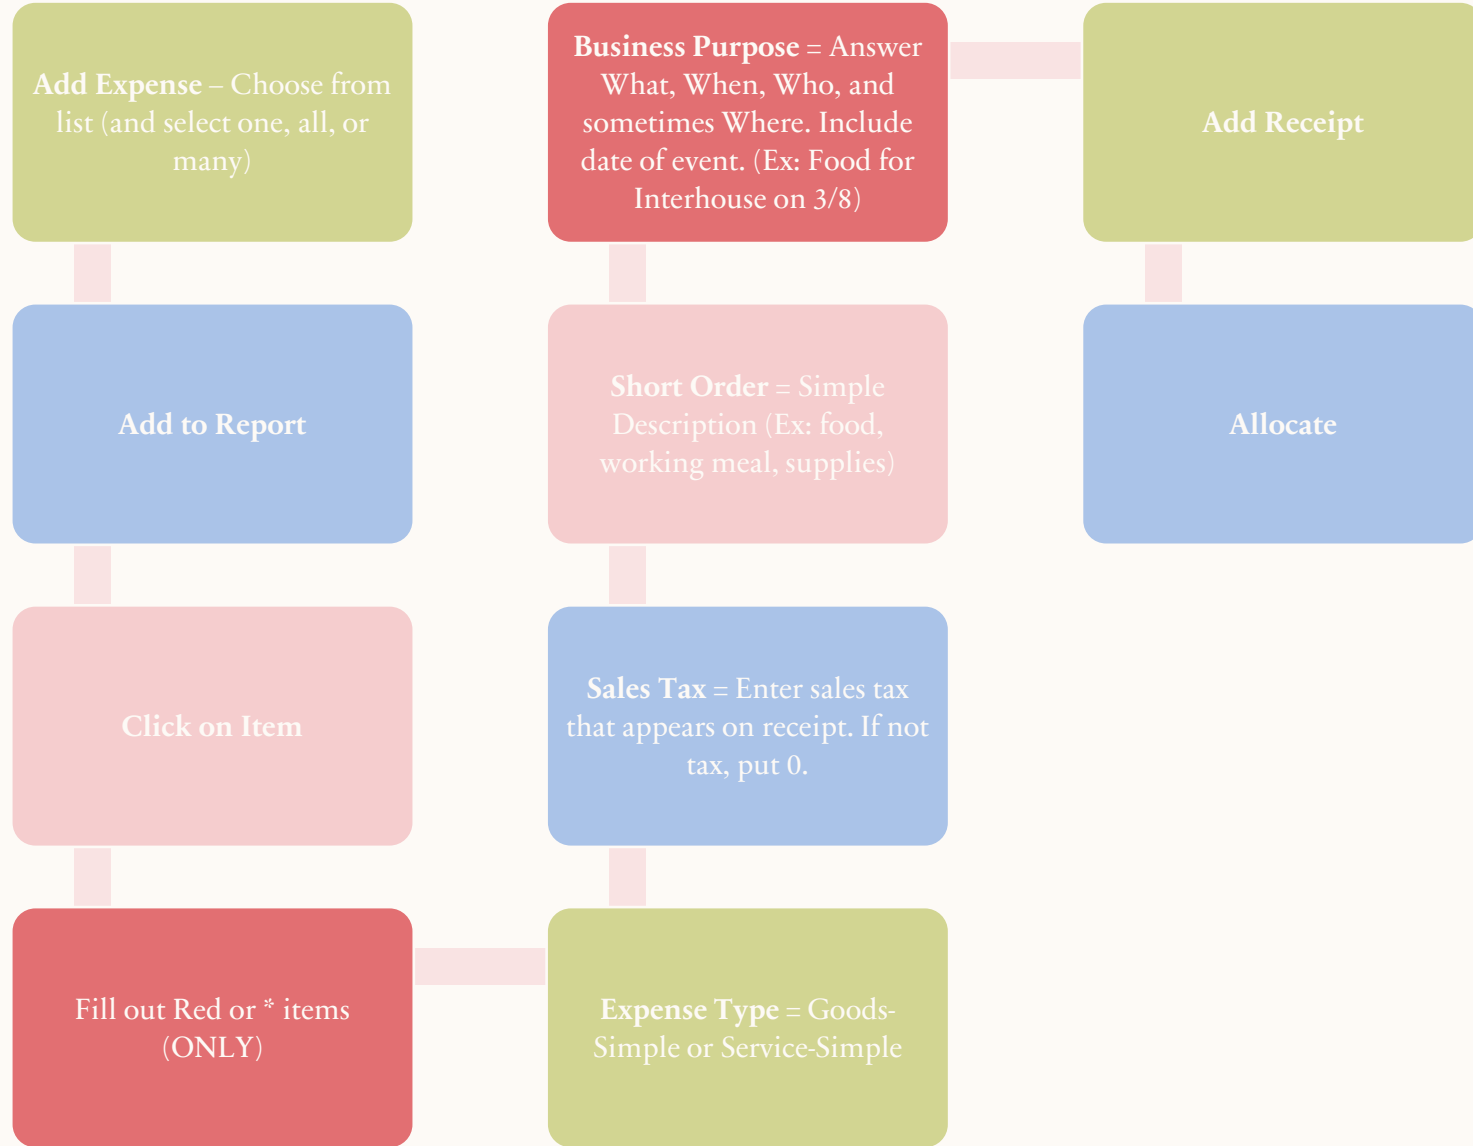 Add Expense – Choose from
list (and select one, all, or
many)
Add to Report
Click on Item
Fill out Red or * items
(ONLY)
Expense Type = Goods-
Simple or Service-Simple
Sales Tax = Enter sales tax
that appears on receipt. If not
tax, put 0.
Short Order = Simple
Description (Ex: food,
working meal, supplies)
Business Purpose = Answer
What, When, Who, and
sometimes Where. Include
date of event. (Ex: Food for
Interhouse on 3/8)
Add Receipt
Allocate